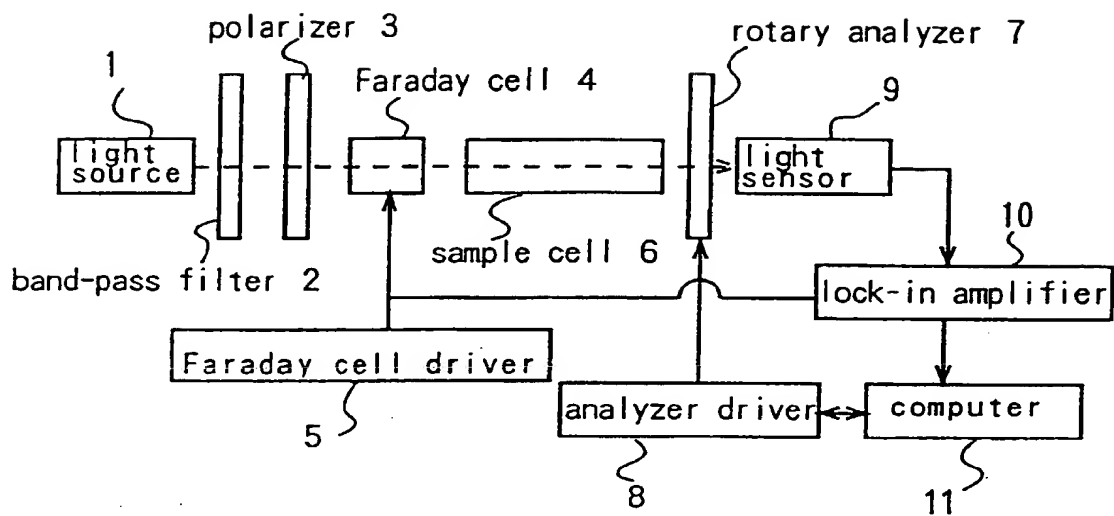 polarizer 3
rotary analyzer 7
1
Faraday cell 4
9
light
source
light
sensor
10
sample cell 6
band-pass filter 2
lock-in amplifier
Faraday cell driver
analyzer driver
computer
5
8
11